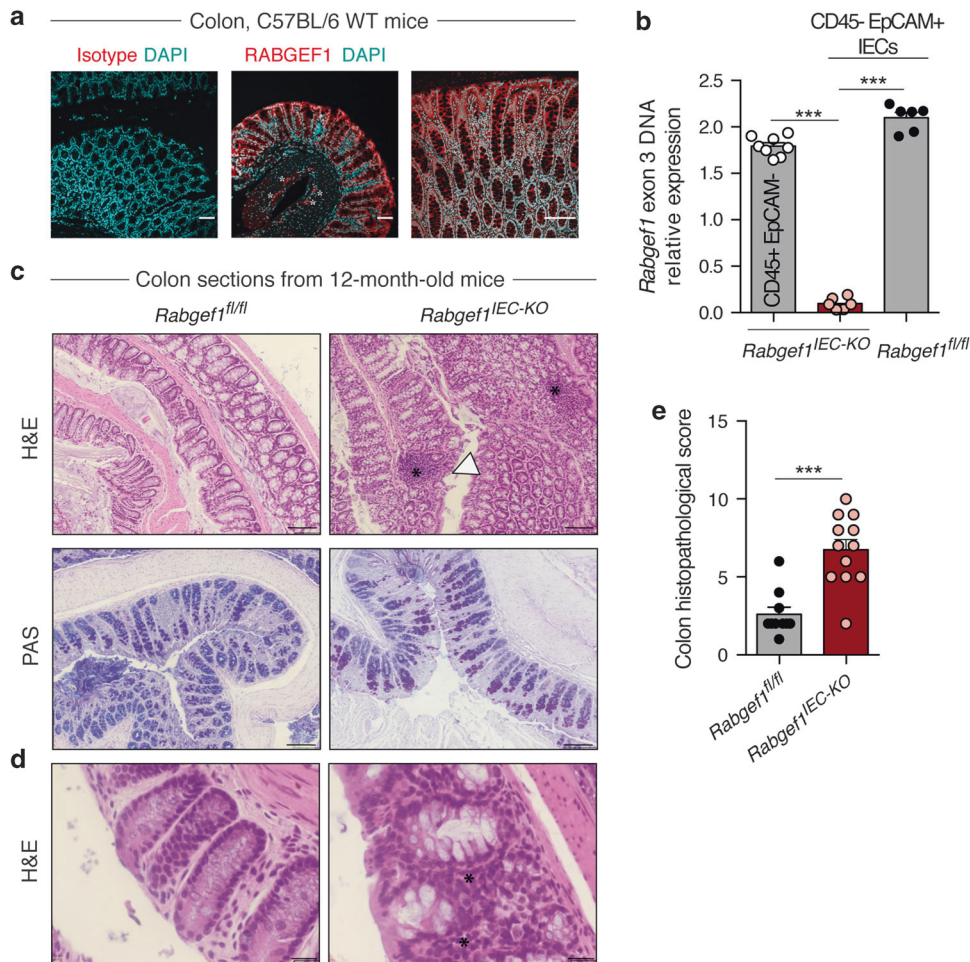 a
Colon, C57BL/6 WT mice
Isotype DAPI
RABGEF1 DAPI
b
CD45- EpCAM+
IECs
***
***
Rabgef1 exon 3 DNA
relative expression
2.5
2.0
1.5
1.0
0.5
0.0
CD45+ EpCAM-
Rabgef1IEC-KO
Rabgef1fl/fl
c
Colon sections from 12-month-old mice
Rabgef1fl/fl
Rabgef1IEC-KO
H&E
*
*
PAS
d
H&E
*
*
e
***
Colon histopathological score
15
10
5
0
Rabgef1fl/fl
Rabgef1IEC-KO